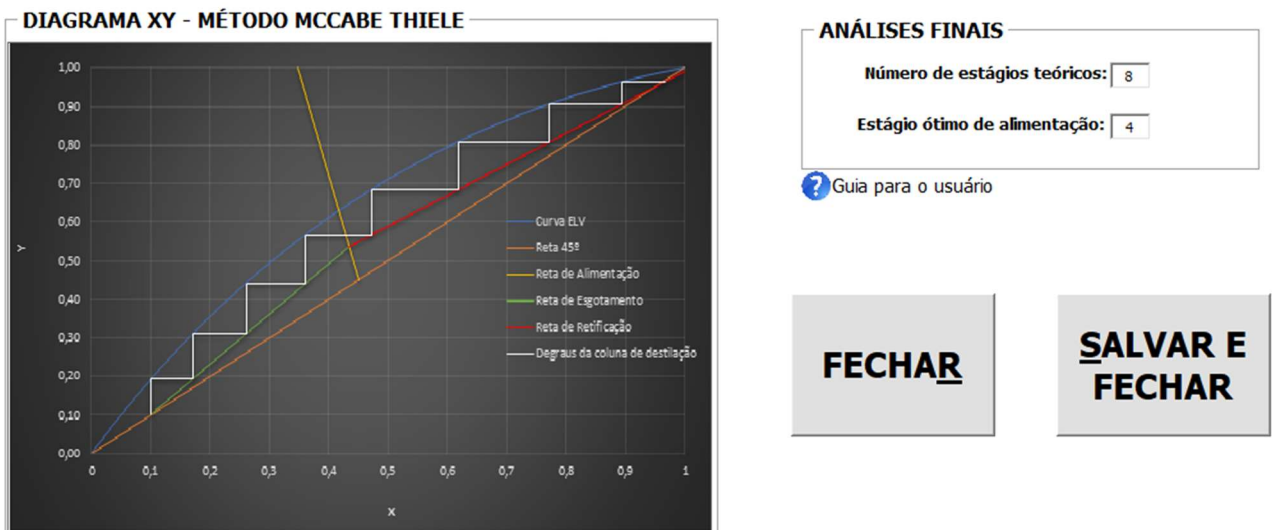 DIAGRAMA XY - MÉTODO MCCABE THIELE
1,00
0,90
0,80
0,70
0,60
0,50
0,40
0,30
0,20
0,10
0,00
Y
0 0,1 0,2 0,3 0,4 0,5 0,6 0,7 0,8 0,9 1
X
Curva ELV
Reta 45º
Reta de Alimentação
Reta de Esgotamento
Reta de Retificação
Degraus da coluna de destilação
ANÁLISES FINAIS
Número de estágios teóricos: 8
Estágio ótimo de alimentação: 4
? Guia para o usuário
FECHAR
SALVAR E
FECHAR